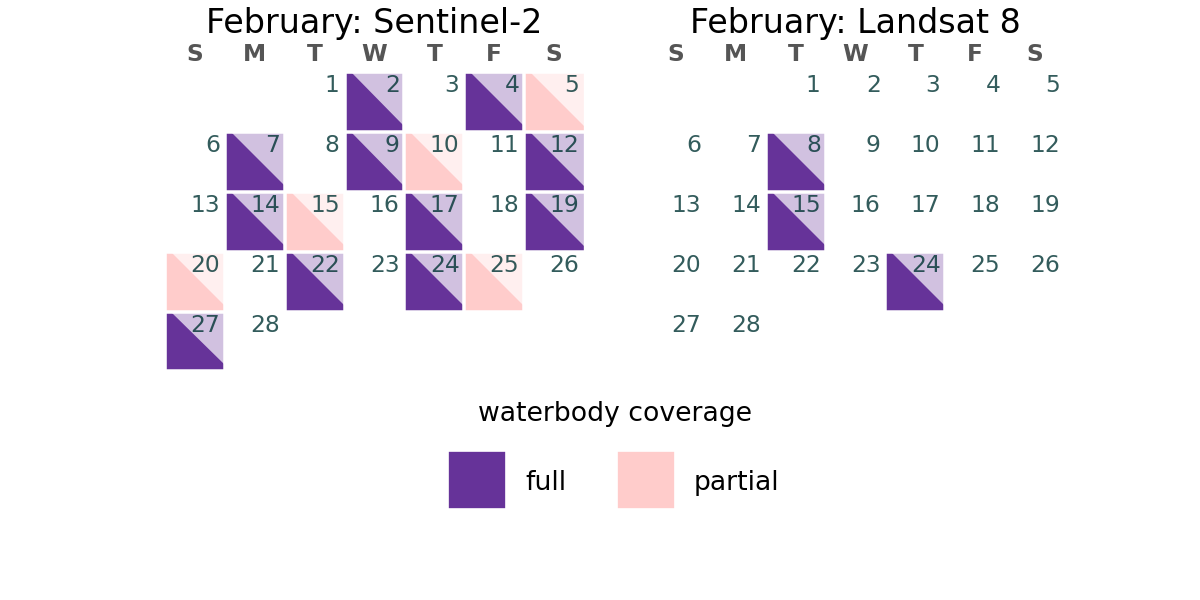 February: Sentinel-2
S M T W T F S
1 2 3 4 5
6 7 8 9 10 11 12
13 14 15 16 17 18 19
20 21 22 23 24 25 26
27 28
February: Landsat 8
S M T W T F S
1 2 3 4 5
6 7 8 9 10 11 12
13 14 15 16 17 18 19
20 21 22 23 24 25 26
27 28
waterbody coverage
full
partial